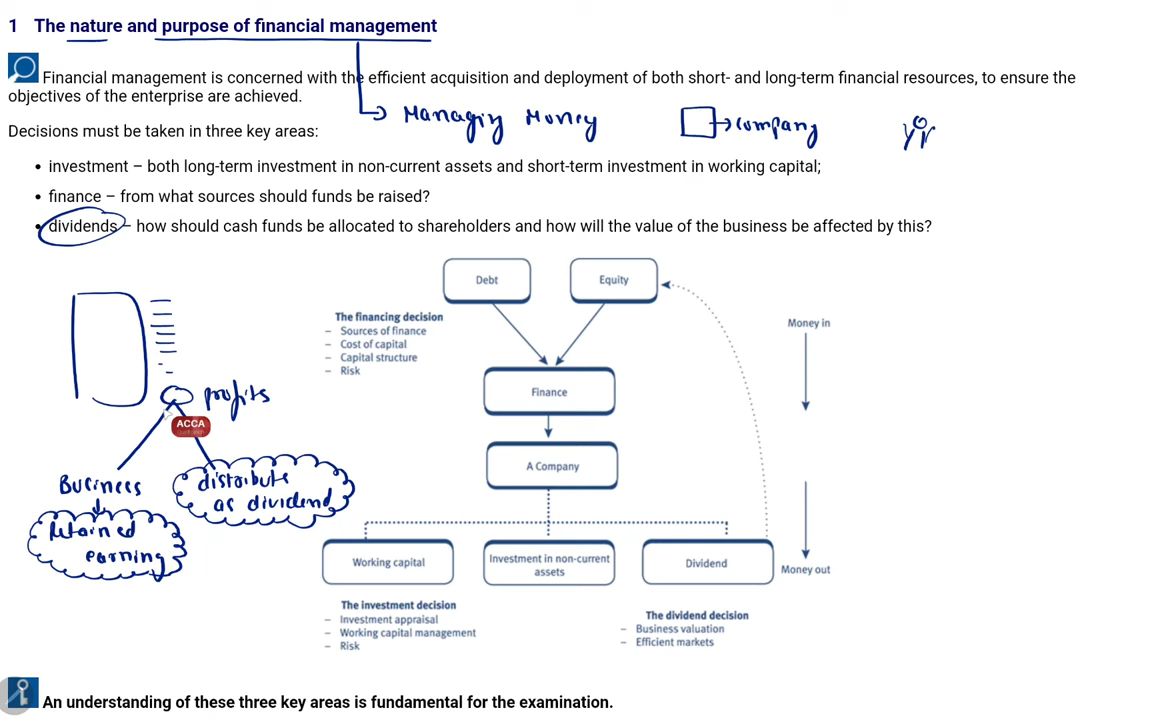 1 The nature and purpose of financial management
Financial management is concerned with the efficient acquisition and deployment of both short- and long-term financial resources, to ensure the
objectives of the enterprise are achieved.
Managing Money
company
Decisions must be taken in three key areas:
• investment – both long-term investment in non-current assets and short-term investment in working capital;
• finance – from what sources should funds be raised?
• dividends – how should cash funds be allocated to shareholders and how will the value of the business be affected by this?
Debt
Equity
The financing decision
– Sources of finance
– Cost of capital
– Capital structure
– Risk
Money in
Finance
profits
ACCA
A Company
Business
retained
earning
distribute
as dividend
Working capital
Investment in non-current
assets
Dividend
Money out
The investment decision
– Investment appraisal
– Working capital management
– Risk
The dividend decision
– Business valuation
– Efficient markets
An understanding of these three key areas is fundamental for the examination.